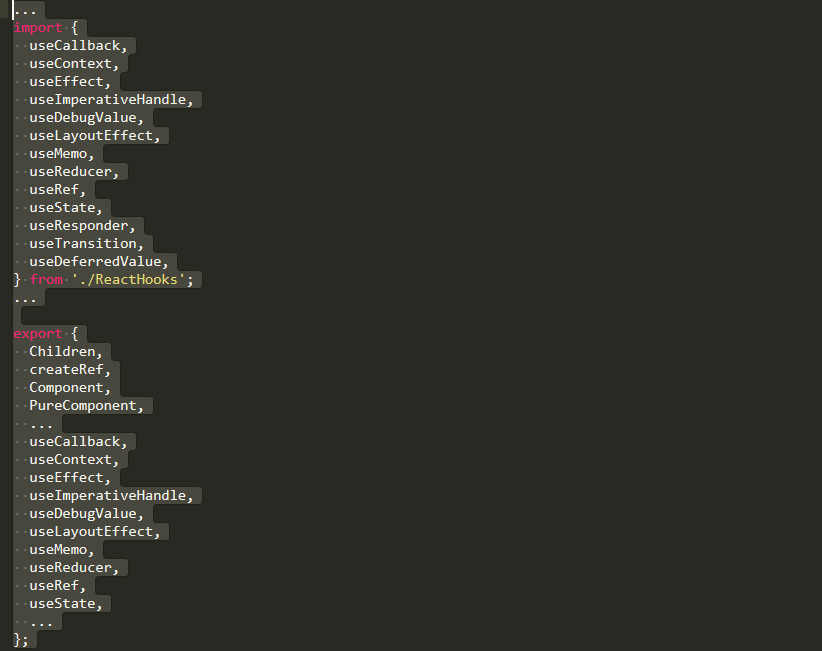 ...
import {
  useCallback,
  useContext,
  useEffect,
  useImperativeHandle,
  useDebugValue,
  useLayoutEffect,
  useMemo,
  useReducer,
  useRef,
  useState,
  useResponder,
  useTransition,
  useDeferredValue,
} from './ReactHooks';
...

export {
  Children,
  createRef,
  Component,
  PureComponent,
  ...
  useCallback,
  useContext,
  useEffect,
  useImperativeHandle,
  useDebugValue,
  useLayoutEffect,
  useMemo,
  useReducer,
  useRef,
  useState,
  ...
};